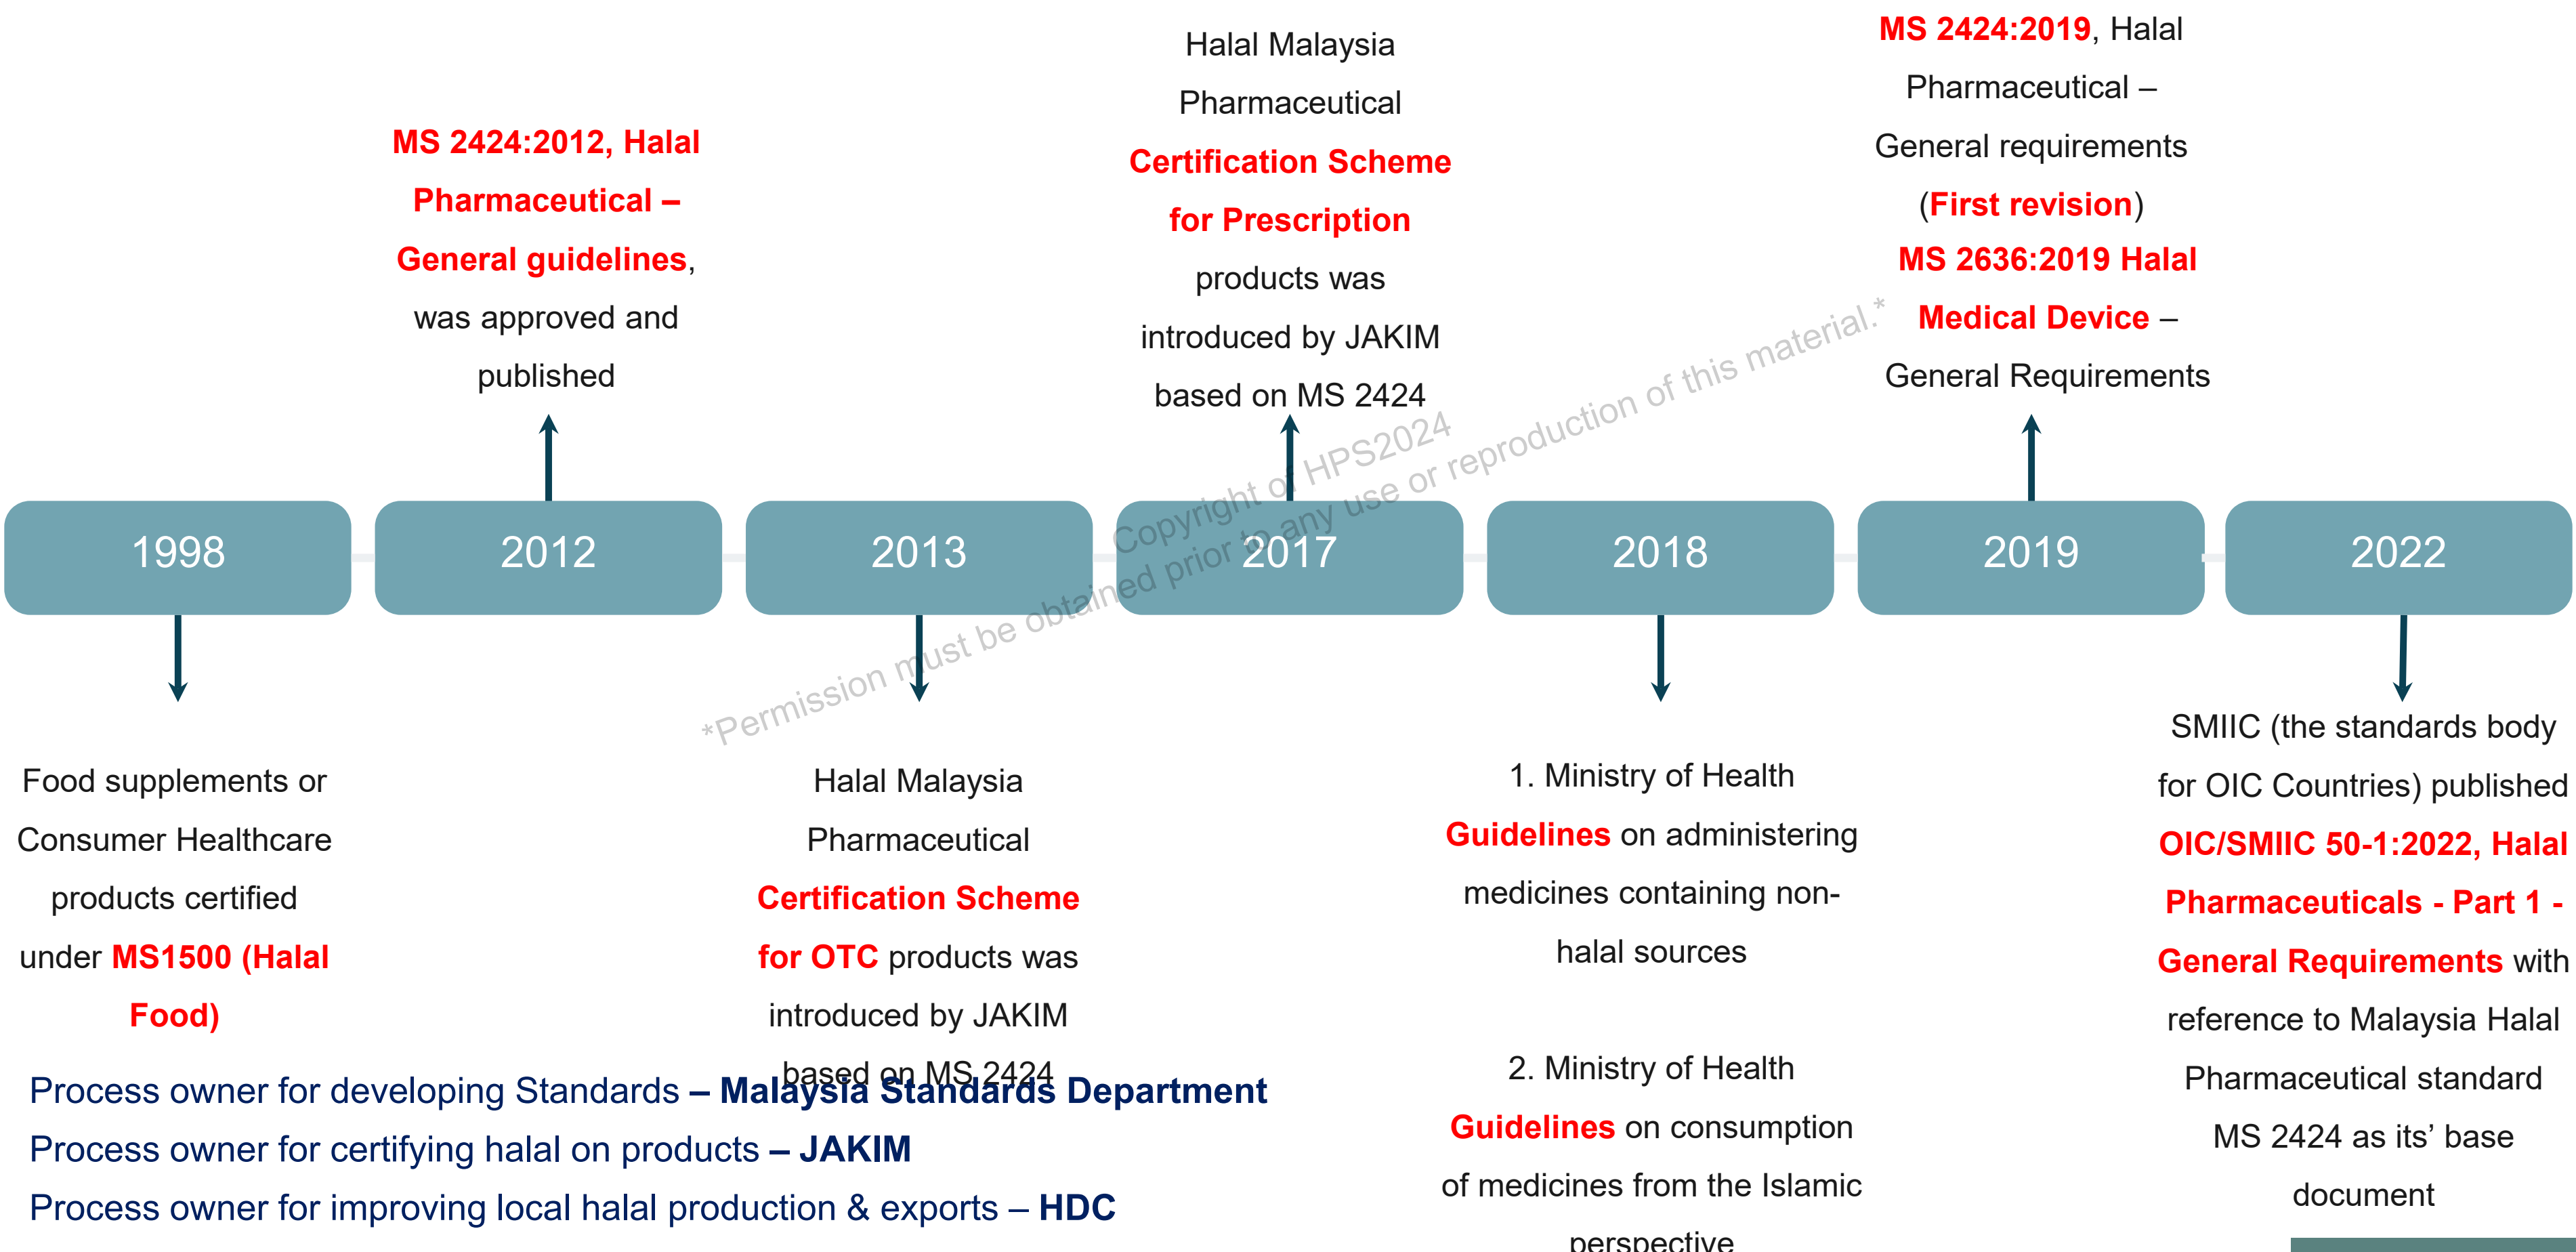 MS 2424:2012, Halal
Pharmaceutical –
General guidelines,
was approved and
published
Halal Malaysia
Pharmaceutical
Certification Scheme
for Prescription
products was
introduced by JAKIM
based on MS 2424
MS 2424:2019, Halal
Pharmaceutical –
General requirements
(First revision)
MS 2636:2019 Halal
Medical Device –
General Requirements
1998
2012
2013
2017
2018
2019
2022
Copyright of HPS2024
*Permission must be obtained prior to any use or reproduction of this material.*
Food supplements or
Consumer Healthcare
products certified
under MS1500 (Halal
Food)
Halal Malaysia
Pharmaceutical
Certification Scheme
for OTC products was
introduced by JAKIM
based on MS 2424
1. Ministry of Health
Guidelines on administering
medicines containing non-
halal sources
2. Ministry of Health
Guidelines on consumption
of medicines from the Islamic
perspective
SMIIC (the standards body
for OIC Countries) published
OIC/SMIIC 50-1:2022, Halal
Pharmaceuticals - Part 1 -
General Requirements with
reference to Malaysia Halal
Pharmaceutical standard
MS 2424 as its’ base
document
Process owner for developing Standards – Malaysia Standards Department
Process owner for certifying halal on products – JAKIM
Process owner for improving local halal production & exports – HDC